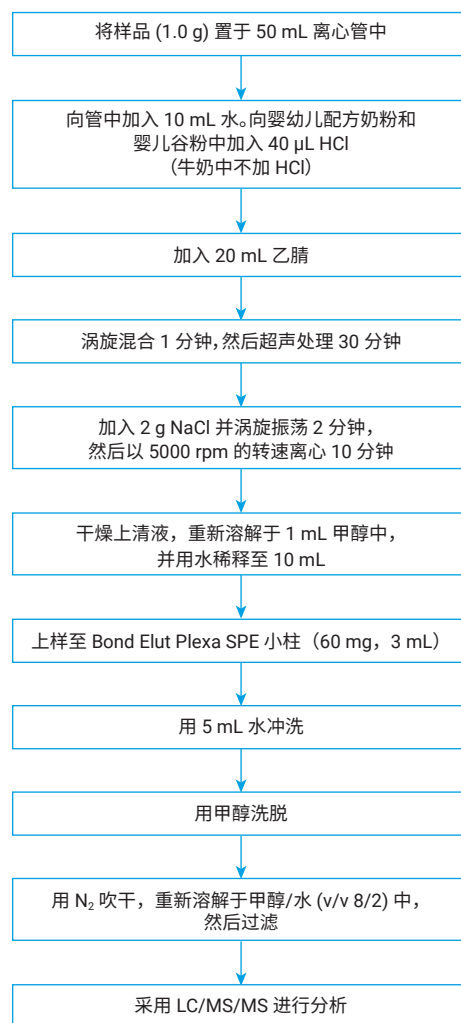 将样品 (1.0 g) 置于 50 mL 离心管中
向管中加入 10 mL 水。向婴幼儿配方奶粉和
婴儿谷粉中加入 40 µL HCl
（牛奶中不加 HCl）
加入 20 mL 乙腈
涡旋混合 1 分钟，然后超声处理 30 分钟
加入 2 g NaCl 并涡旋振荡 2 分钟，
然后以 5000 rpm 的转速离心 10 分钟
干燥上清液，重新溶解于 1 mL 甲醇中，
并用水稀释至 10 mL
上样至 Bond Elut Plexa SPE 小柱（60 mg，3 mL）
用 5 mL 水冲洗
用甲醇洗脱
用 N₂ 吹干，重新溶解于甲醇/水 (v/v 8/2) 中，
然后过滤
采用 LC/MS/MS 进行分析